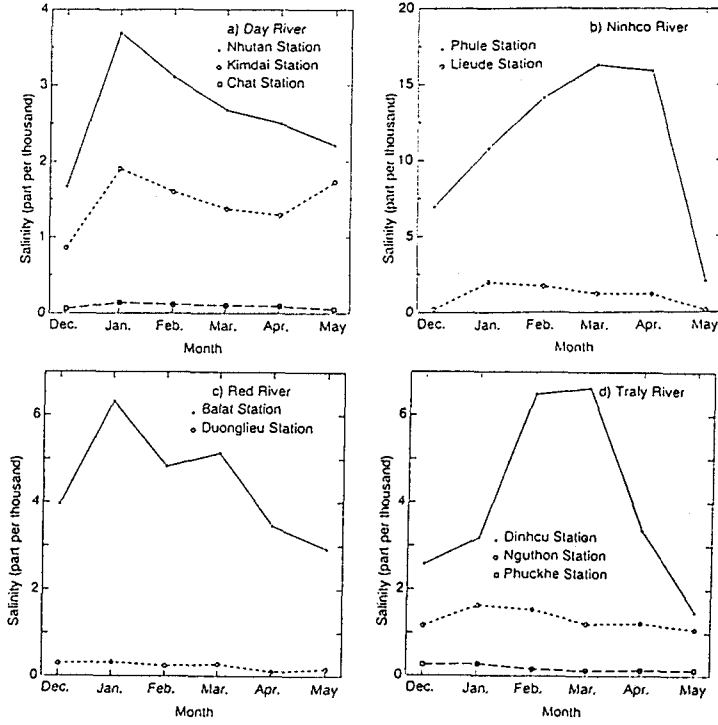 a) Day River
Nhutan Station
Kimdai Station
Chat Station
Salinity (part per thousand)
4
3
2
1
0
Dec. Jan. Feb. Mar. Apr. May
Month
b) Ninhco River
Phule Station
Lieude Station
Salinity (part per thousand)
20
15
10
5
0
Dec. Jan. Feb. Mar. Apr. May
Month
c) Red River
Balat Station
Duonglieu Station
Salinity (part per thousand)
6
4
2
0
Dec. Jan. Feb. Mar. Apr. May
Month
d) Traly River
Dinhcu Station
Nguthon Station
Phuckhe Station
Salinity (part per thousand)
6
4
2
0
Dec. Jan. Feb. Mar. Apr. May
Month